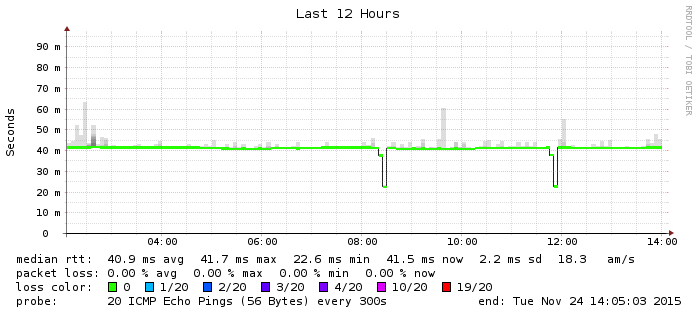 Last 12 Hours
RRDTOOL / TOBI OETIKER
Seconds
90 m
80 m
70 m
60 m
50 m
40 m
30 m
20 m
10 m
0
04:00 06:00 08:00 10:00 12:00 14:00
median rtt: 40.9 ms avg 41.7 ms max 22.6 ms min 41.5 ms now 2.2 ms sd 18.3 am/s
packet loss: 0.00 % avg 0.00 % max 0.00 % min 0.00 % now
loss color: 0 1/20 2/20 3/20 4/20 10/20 19/20
probe: 20 ICMP Echo Pings (56 Bytes) every 300s end: Tue Nov 24 14:05:03 2015